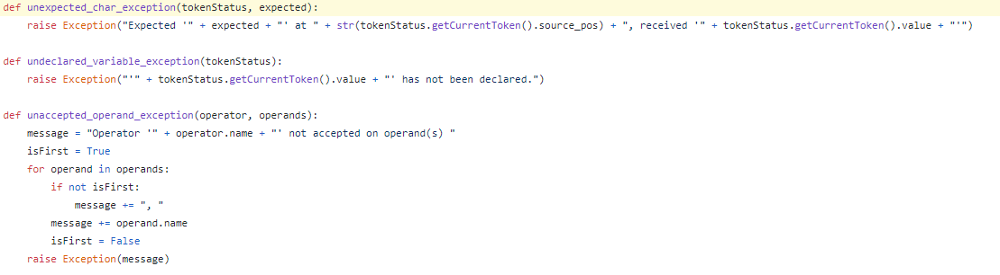 def unexpected_char_exception(tokenStatus, expected):
    raise Exception("Expected '" + expected + "' at " + str(tokenStatus.getCurrentToken().source_pos) + ", received '" + tokenStatus.getCurrentToken().value + "'")
def undeclared_variable_exception(tokenStatus):
    raise Exception("'" + tokenStatus.getCurrentToken().value + "' has not been declared.")
def unaccepted_operand_exception(operator, operands):
    message = "Operator '" + operator.name + "' not accepted on operand(s) "
    isFirst = True
    for operand in operands:
        if not isFirst:
            message += ", "
        message += operand.name
        isFirst = False
    raise Exception(message)